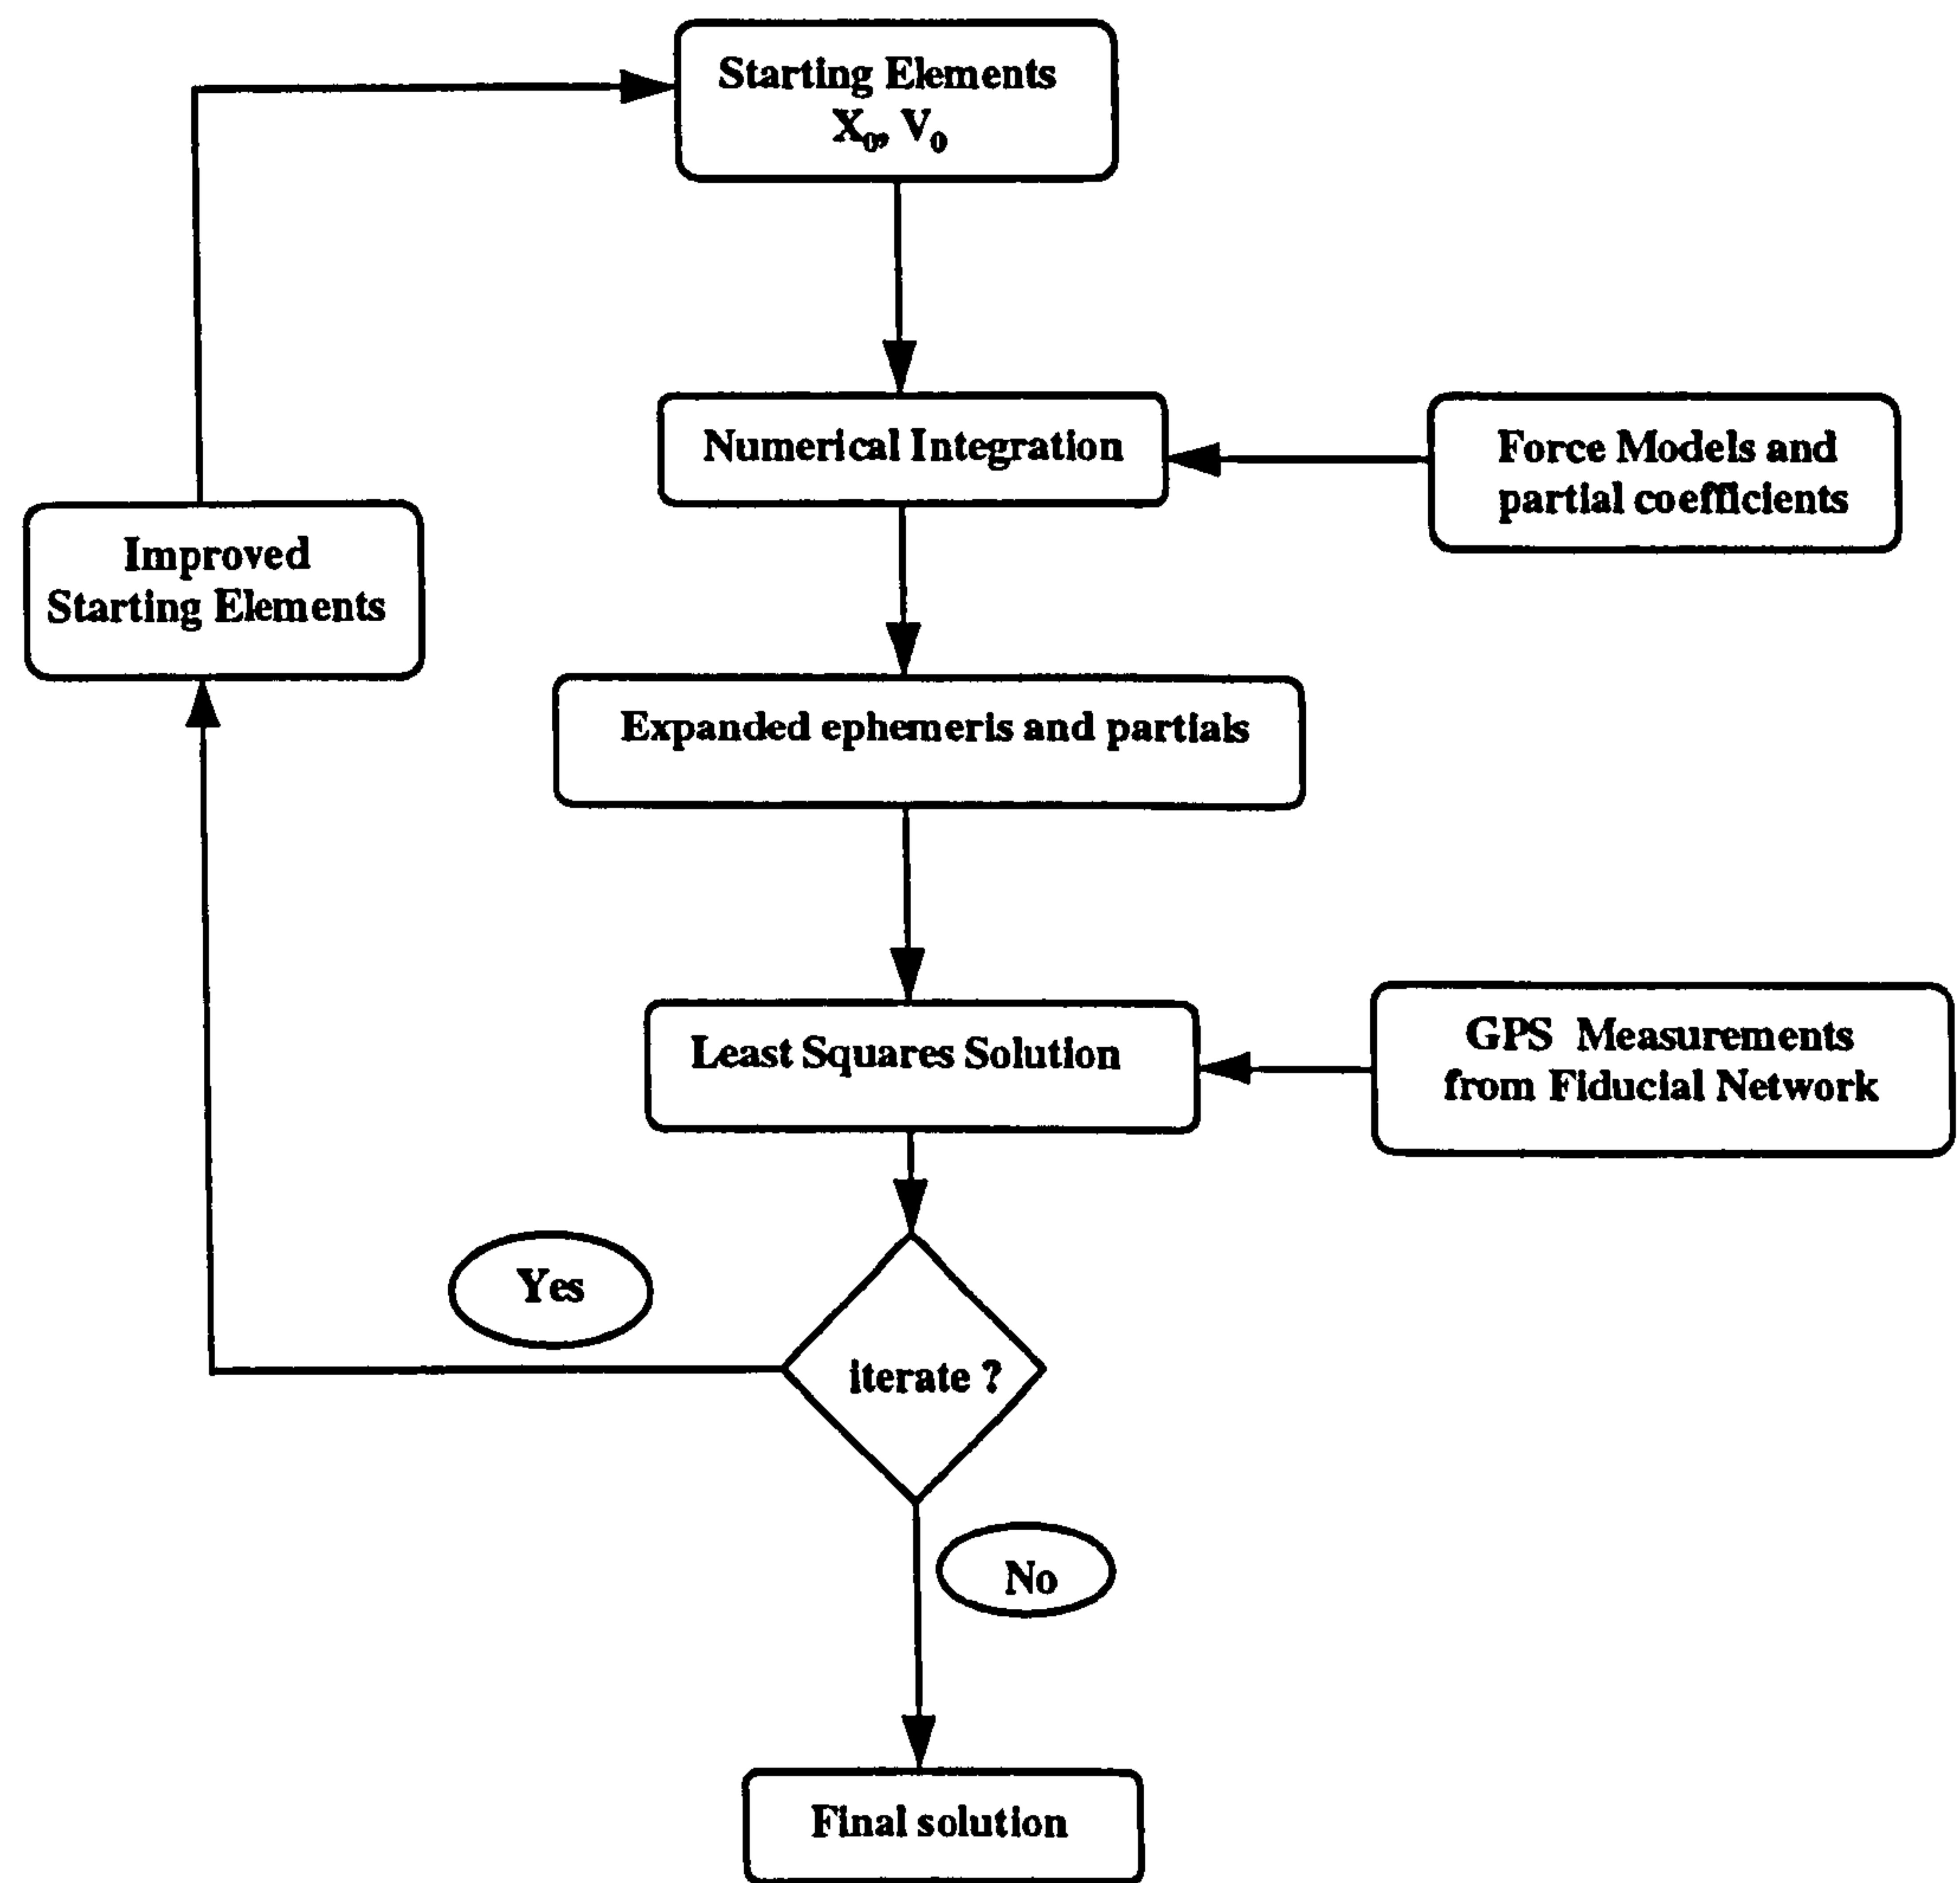 Starting Elements
X₀, V₀
Numerical Integration
Force Models and
partial coefficients
Improved
Starting Elements
Expanded ephemeris and partials
Least Squares Solution
GPS Measurements
from Fiducial Network
Yes
iterate ?
No
Final solution